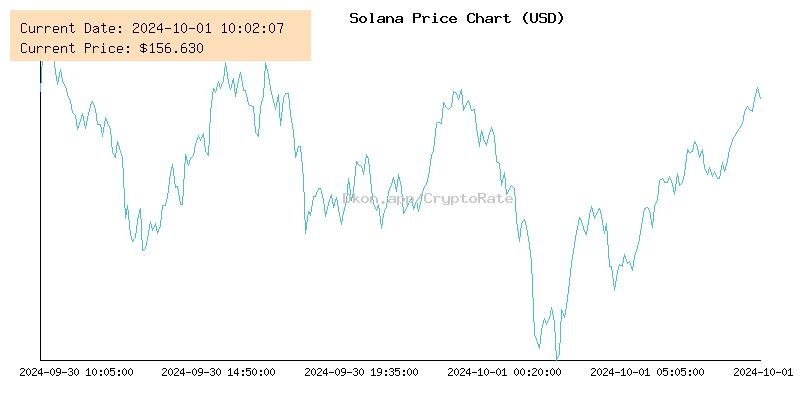 Solana Price Chart (USD)
Current Date: 2024-10-01 10:02:07
Current Price: $156.630
Dkon.app/CryptoRate
2024-09-30 10:05:00
2024-09-30 14:50:00
2024-09-30 19:35:00
2024-10-01 00:20:00
2024-10-01 05:05:00
2024-10-01